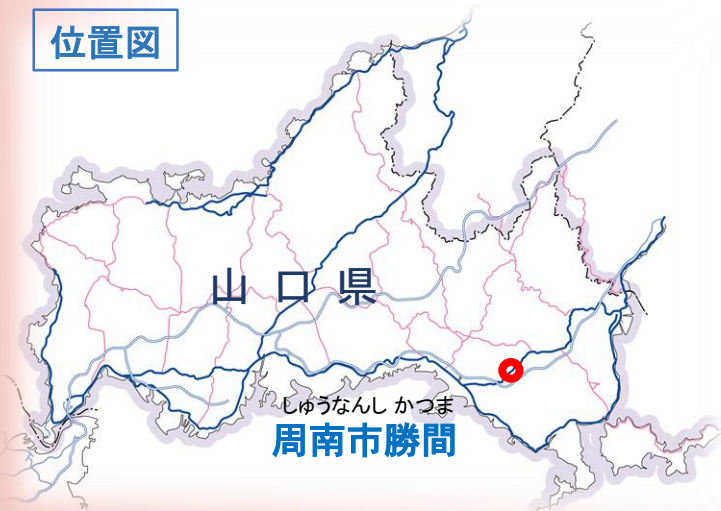 位置図
山口県
しゅうなんし かつま
周南市勝間